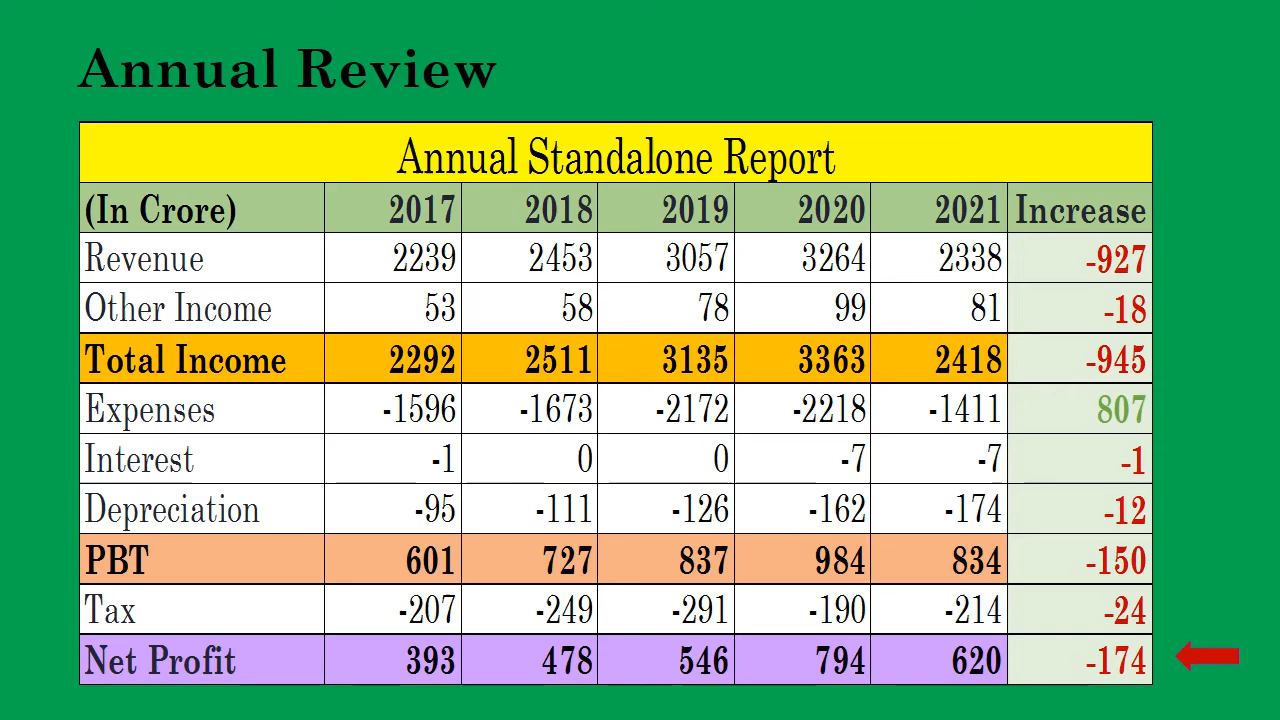 Annual Review
Annual Standalone Report
(In Crore) 2017 2018 2019 2020 2021 Increase
Revenue 2239 2453 3057 3264 2338 -927
Other Income 53 58 78 99 81 -18
Total Income 2292 2511 3135 3363 2418 -945
Expenses -1596 -1673 -2172 -2218 -1411 807
Interest -1 0 0 -7 -7 -1
Depreciation -95 -111 -126 -162 -174 -12
PBT 601 727 837 984 834 -150
Tax -207 -249 -291 -190 -214 -24
Net Profit 393 478 546 794 620 -174